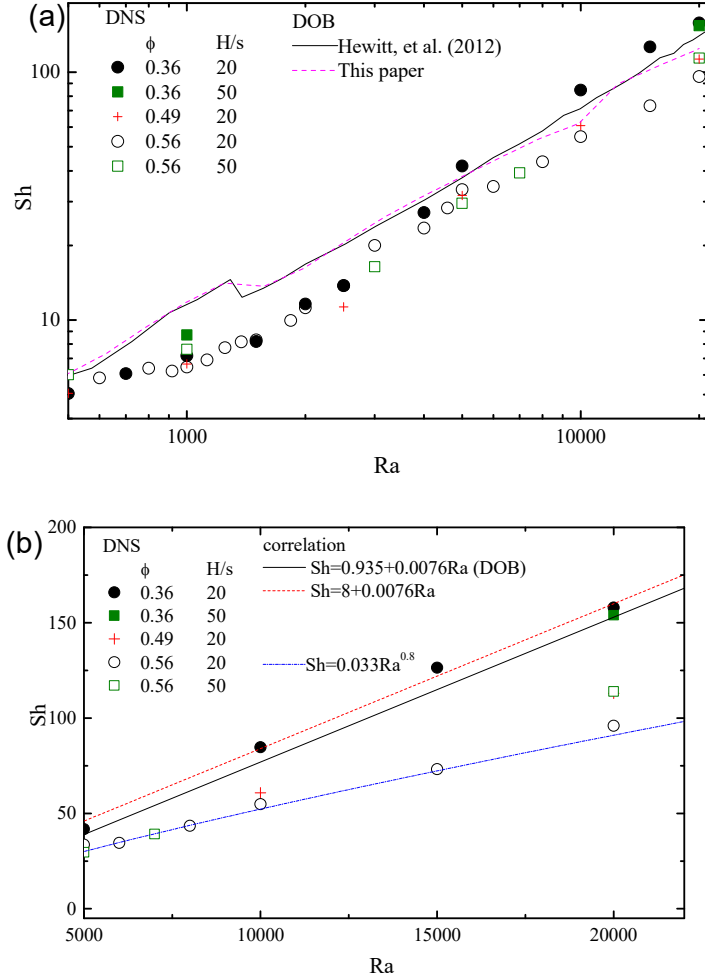 (a)
DNS
ϕ H/s
0.36 20
0.36 50
0.49 20
0.56 20
0.56 50
DOB
Hewitt, et al. (2012)
This paper
100
10
Sh
1000
10000
Ra
(b)
DNS
ϕ H/s
0.36 20
0.36 50
0.49 20
0.56 20
0.56 50
correlation
Sh=0.935+0.0076Ra (DOB)
Sh=8+0.0076Ra
Sh=0.033Ra^0.8
200
150
100
50
0
Sh
5000 10000 15000 20000
Ra